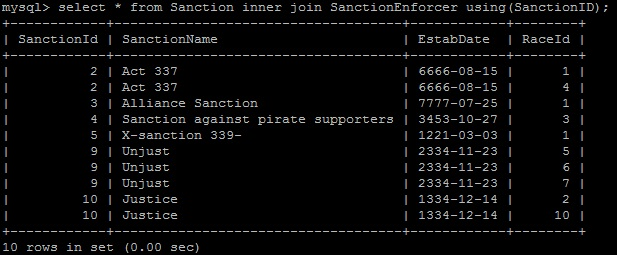 mysql> select * from Sanction inner join SanctionEnforcer using(SanctionID);
+------------+----------------------------------+------------+--------+
| SanctionId | SanctionName                     | EstabDate  | RaceId |
+------------+----------------------------------+------------+--------+
|          2 | Act 337                          | 6666-08-15 |      1 |
|          2 | Act 337                          | 6666-08-15 |      4 |
|          3 | Alliance Sanction                | 7777-07-25 |      1 |
|          4 | Sanction against pirate supporters | 3453-10-27 |      3 |
|          5 | X-sanction 339-                  | 1221-03-03 |      1 |
|          9 | Unjust                           | 2334-11-23 |      5 |
|          9 | Unjust                           | 2334-11-23 |      6 |
|          9 | Unjust                           | 2334-11-23 |      7 |
|         10 | Justice                          | 1334-12-14 |      2 |
|         10 | Justice                          | 1334-12-14 |     10 |
+------------+----------------------------------+------------+--------+
10 rows in set (0.00 sec)